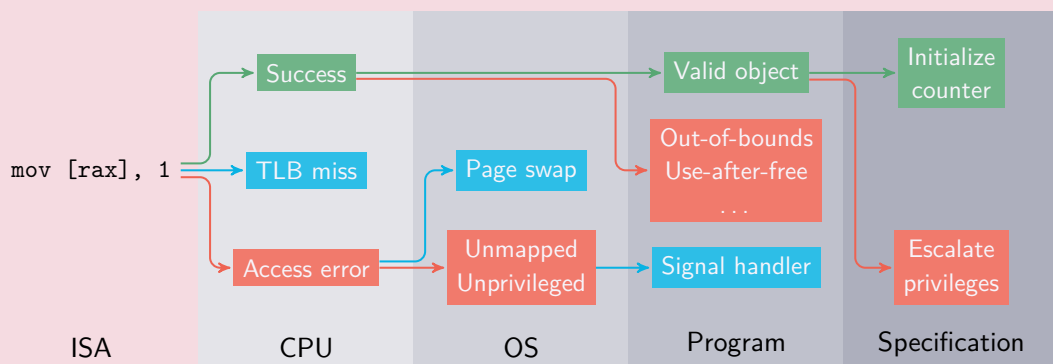 Success
Valid object
Initialize
counter
mov [rax], 1
TLB miss
Page swap
Out-of-bounds
Use-after-free
...
Access error
Unmapped
Unprivileged
Signal handler
Escalate
privileges
ISA
CPU
OS
Program
Specification